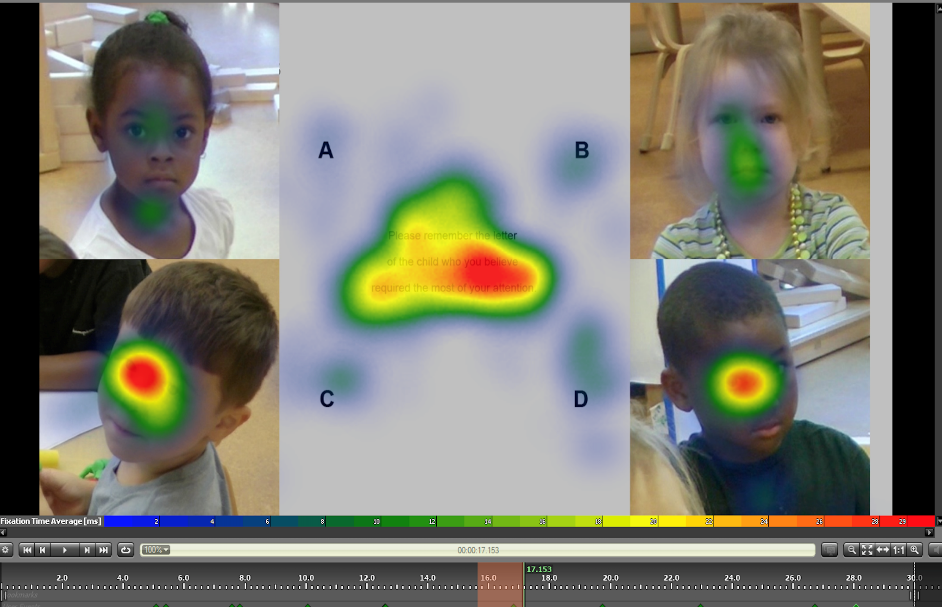 A
B
Please remember the letter
of the child who you believe
required the most of your attention
C
D
Fixation Time Average [ms]
2 4 6 8 10 12 14 16 18 20 22 24 26 28 29
100%
00:00:17.153
1:1
17.153
2.0 4.0 6.0 8.0 10.0 12.0 14.0 16.0 18.0 20.0 22.0 24.0 26.0 28.0 30.0